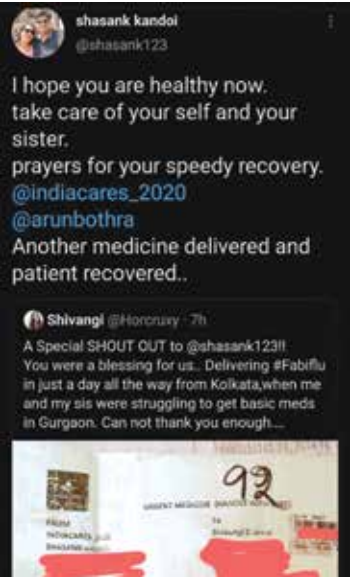 shasank kandoi
@shasank123
I hope you are healthy now.
take care of your self and your
sister.
prayers for your speedy recovery.
@indiacares_2020
@arunbothra
Another medicine delivered and
patient recovered..
Shivangi @Horcruxy · 7h
A Special SHOUT OUT to @shasank123!!
You were a blessing for us.. Delivering #Fabiflu
in just a day all the way from Kolkata,when me
and my sis were struggling to get basic meds
in Gurgaon. Can not thank you enough....
92
URGENT MEDICINE
FROM
To